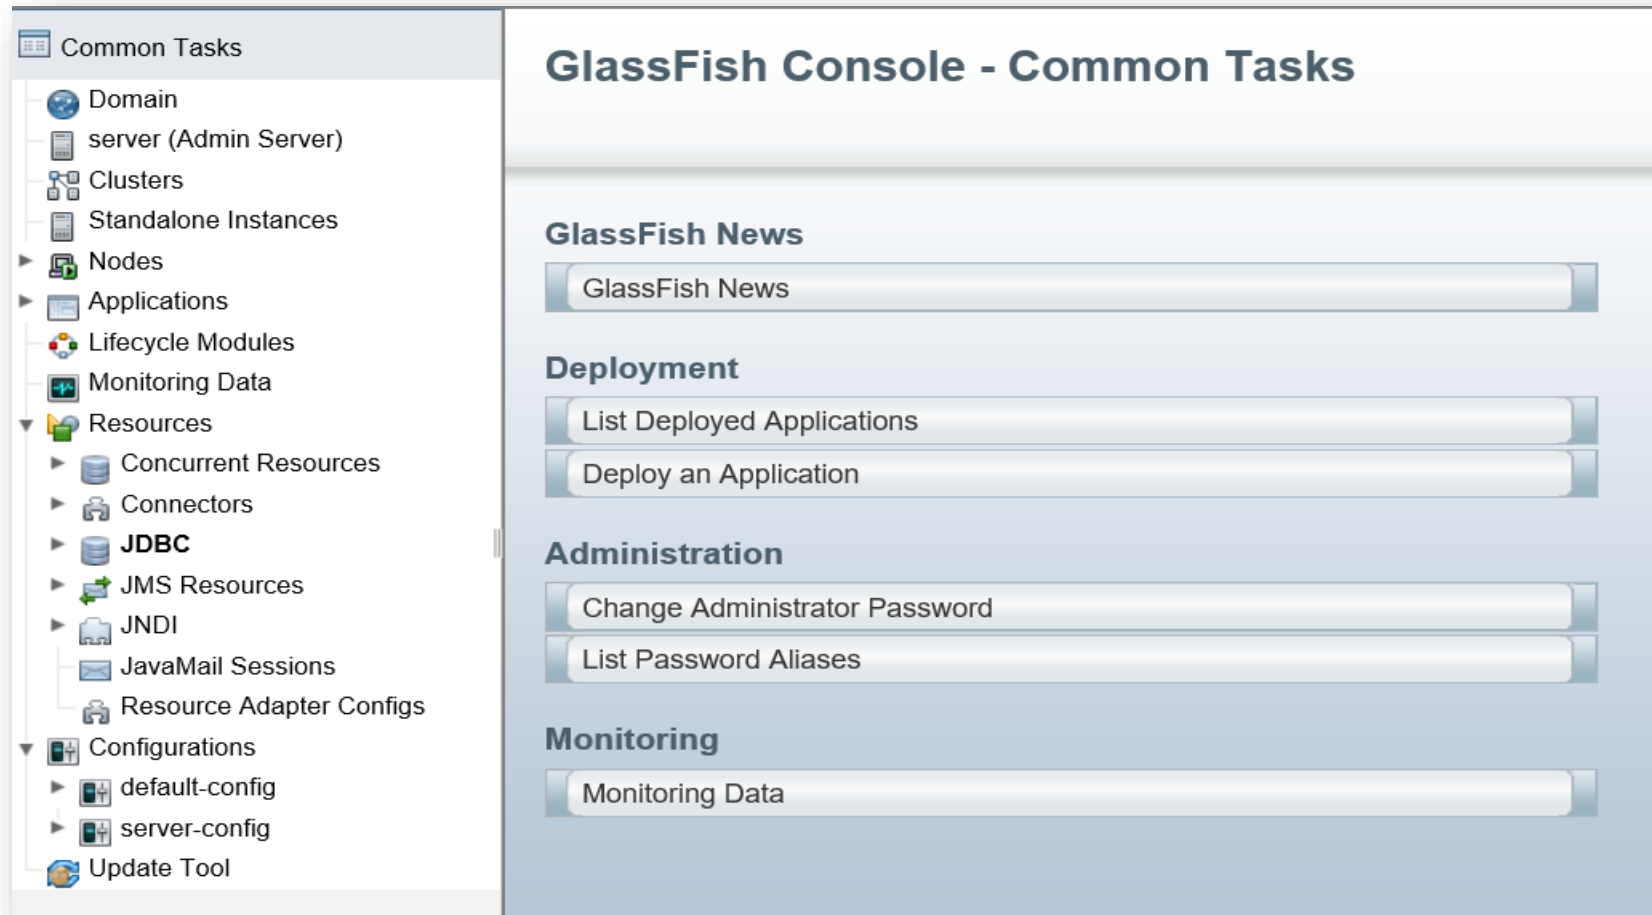 Common Tasks
Domain
server (Admin Server)
Clusters
Standalone Instances
Nodes
Applications
Lifecycle Modules
Monitoring Data
Resources
Concurrent Resources
Connectors
JDBC
JMS Resources
JNDI
JavaMail Sessions
Resource Adapter Configs
Configurations
default-config
server-config
Update Tool
GlassFish Console - Common Tasks
GlassFish News
GlassFish News
Deployment
List Deployed Applications
Deploy an Application
Administration
Change Administrator Password
List Password Aliases
Monitoring
Monitoring Data